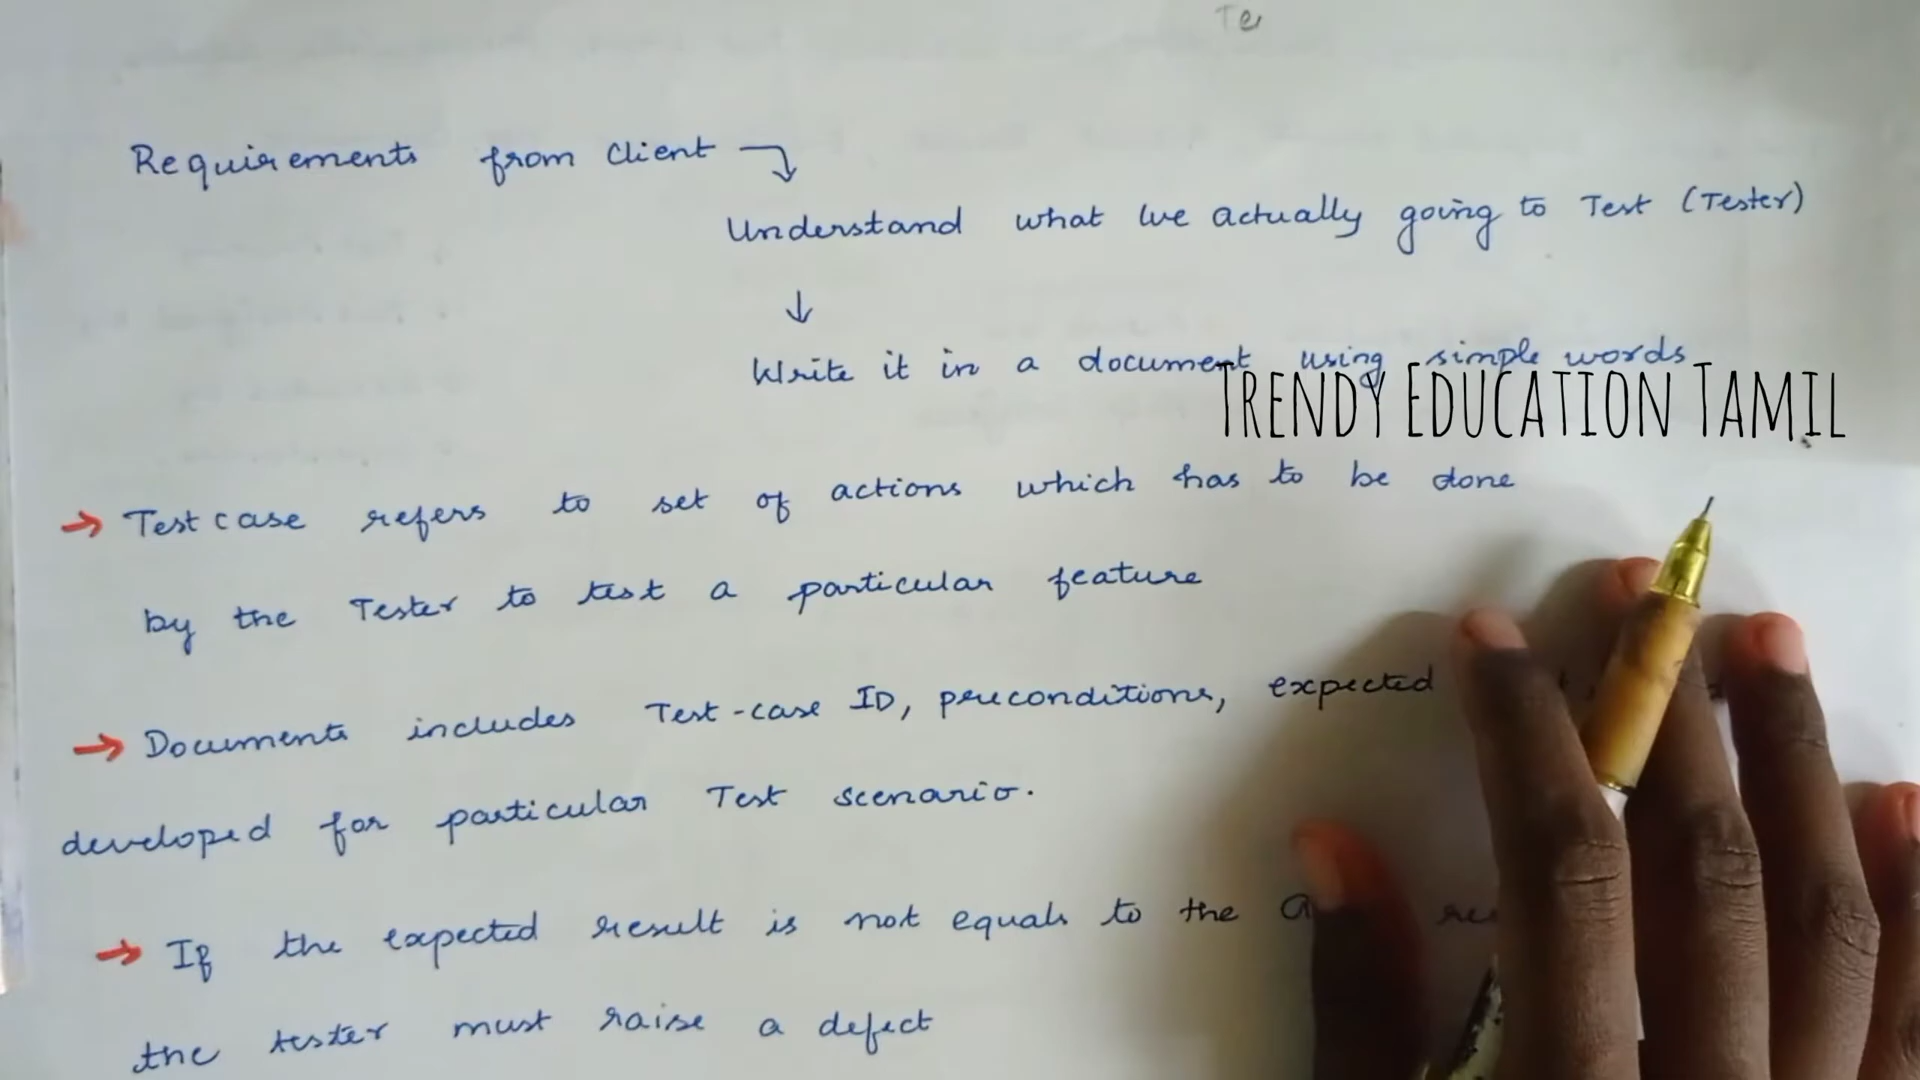 Te
Requirements from client
Understand what we actually going to Test (Tester)
Write it in a document using simple words
TRENDY EDUCATION TAMIL
Testcase refers to set of actions which has to be done
by the Tester to test a particular feature
Documents includes Test-case ID, preconditions, expected
developed for particular Test scenario.
If the expected result is not equals to the
the tester must raise a defect